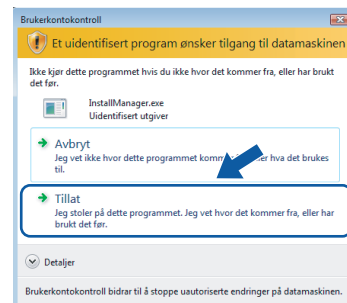 Brukerkontokontroll
Et uidentifisert program ønsker tilgang til datamaskinen
Ikke kjør dette programmet hvis du ikke hvor det kommer fra, eller har brukt
det før.
InstallManager.exe
Uidentifisert utgiver
Avbryt
Jeg vet ikke hvor dette programmet komm er hva det brukes
til.
Tillat
Jeg stoler på dette programmet. Jeg vet hvor det kommer fra, eller har
brukt det før.
Detaljer
Brukerkontokontroll bidrar til å stoppe uautoriserte endringer på datamaskinen.